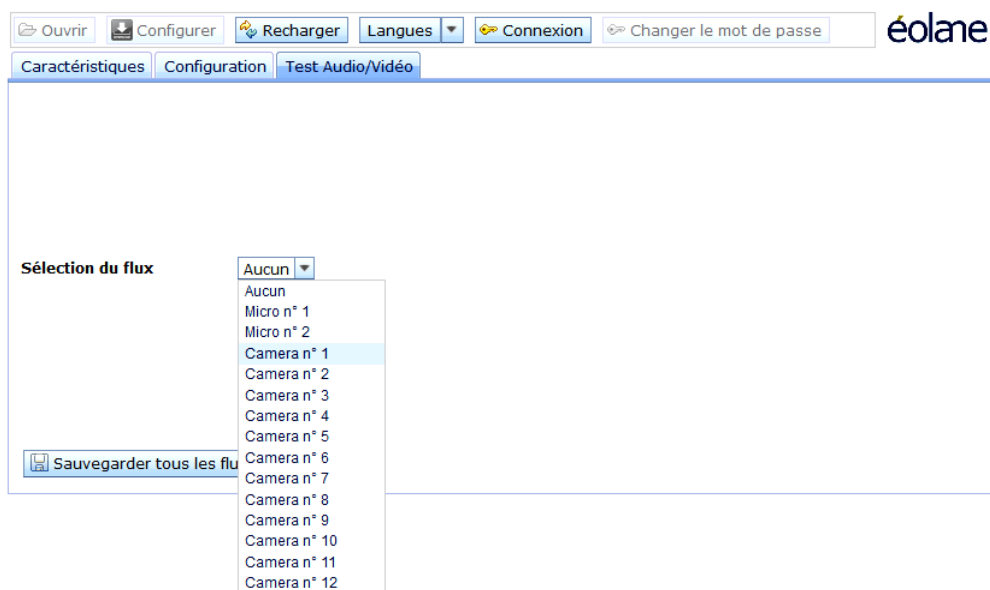 Ouvrir Configurer Recharger Langues Connexion Changer le mot de passe éolane
Caractéristiques Configuration Test Audio/Vidéo
Sélection du flux Aucun
Aucun
Micro n° 1
Micro n° 2
Camera n° 1
Camera n° 2
Camera n° 3
Camera n° 4
Camera n° 5
Camera n° 6
Sauvegarder tous les flu
Camera n° 7
Camera n° 8
Camera n° 9
Camera n° 10
Camera n° 11
Camera n° 12